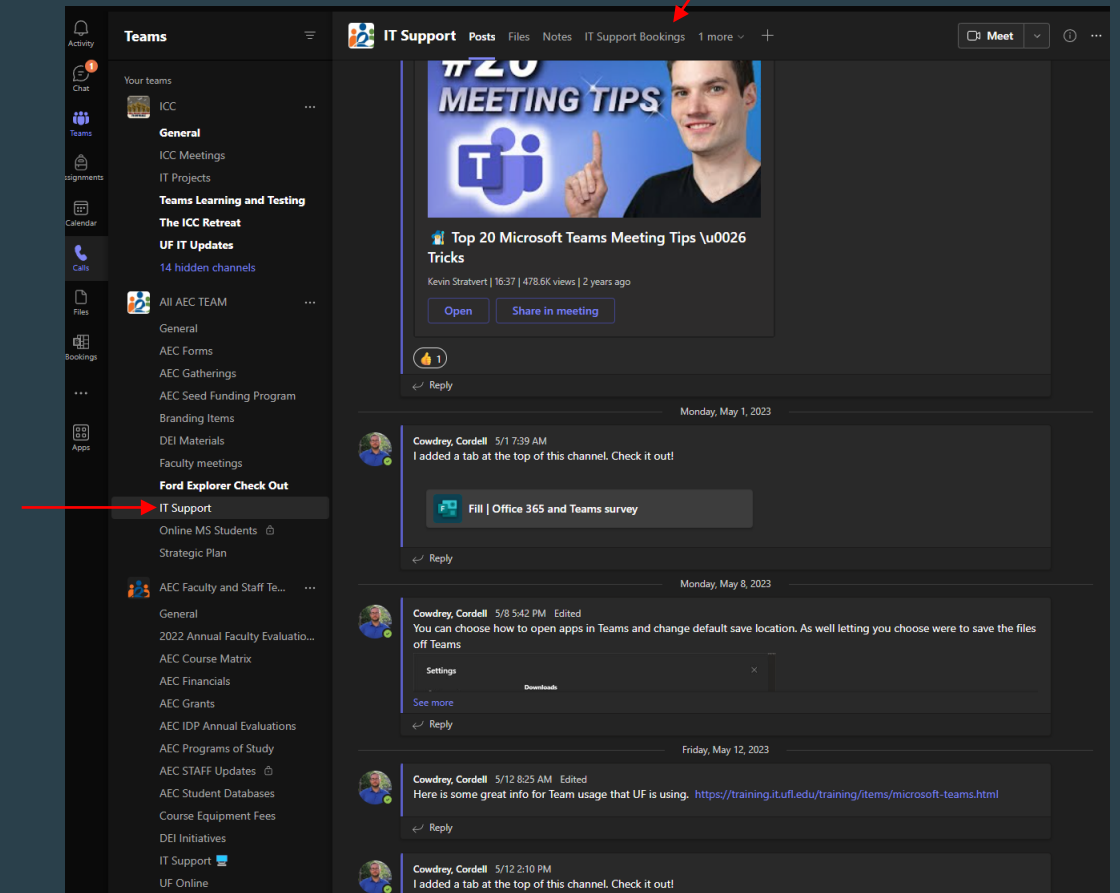 Activity
1
Chat
Teams
ssignments
Calendar
Calls
Files
Bookings
Apps
Teams
Your teams
ICC
General
ICC Meetings
IT Projects
Teams Learning and Testing
The ICC Retreat
UF IT Updates
14 hidden channels
All AEC TEAM
General
AEC Forms
AEC Gatherings
AEC Seed Funding Program
Branding Items
DEI Materials
Faculty meetings
Ford Explorer Check Out
IT Support
Online MS Students
Strategic Plan
AEC Faculty and Staff Te...
General
2022 Annual Faculty Evaluatio...
AEC Course Matrix
AEC Financials
AEC Grants
AEC IDP Annual Evaluations
AEC Programs of Study
AEC STAFF Updates
AEC Student Databases
Course Equipment Fees
DEI Initiatives
IT Support
UF Online
IT Support Posts Files Notes IT Support Bookings 1 more
Meet
#20
MEETING TIPS
T
Top 20 Microsoft Teams Meeting Tips \u0026
Tricks
Kevin Stratvert | 16:37 | 478.6K views | 2 years ago
Open Share in meeting
1
Reply
Monday, May 1, 2023
Cowdrey, Cordell 5/1 7:39 AM
I added a tab at the top of this channel. Check it out!
F
Fill | Office 365 and Teams survey
Reply
Monday, May 8, 2023
Cowdrey, Cordell 5/8 5:42 PM Edited
You can choose how to open apps in Teams and change default save location. As well letting you choose were to save the files
off Teams
Settings
Downloads
See more
Reply
Friday, May 12, 2023
Cowdrey, Cordell 5/12 8:25 AM Edited
Here is some great info for Team usage that UF is using. https://training.it.ufl.edu/training/items/microsoft-teams.html
Reply
Cowdrey, Cordell 5/12 2:10 PM
I added a tab at the top of this channel. Check it out!